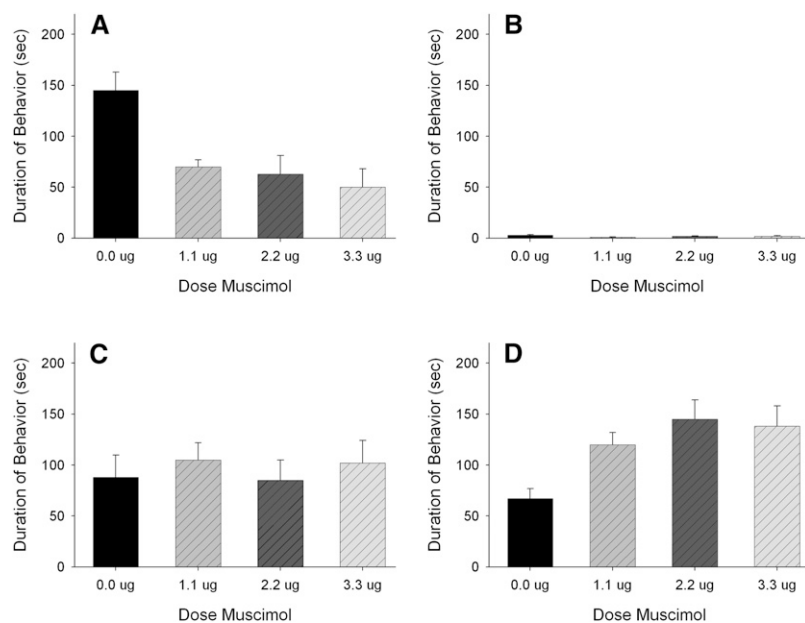 A
Duration of Behavior (sec)
200
150
100
50
0
0.0 ug 1.1 ug 2.2 ug 3.3 ug
Dose Muscimol
B
Duration of Behavior (sec)
200
150
100
50
0
0.0 ug 1.1 ug 2.2 ug 3.3 ug
Dose Muscimol
C
Duration of Behavior (sec)
200
150
100
50
0
0.0 ug 1.1 ug 2.2 ug 3.3 ug
Dose Muscimol
D
Duration of Behavior (sec)
200
150
100
50
0
0.0 ug 1.1 ug 2.2 ug 3.3 ug
Dose Muscimol